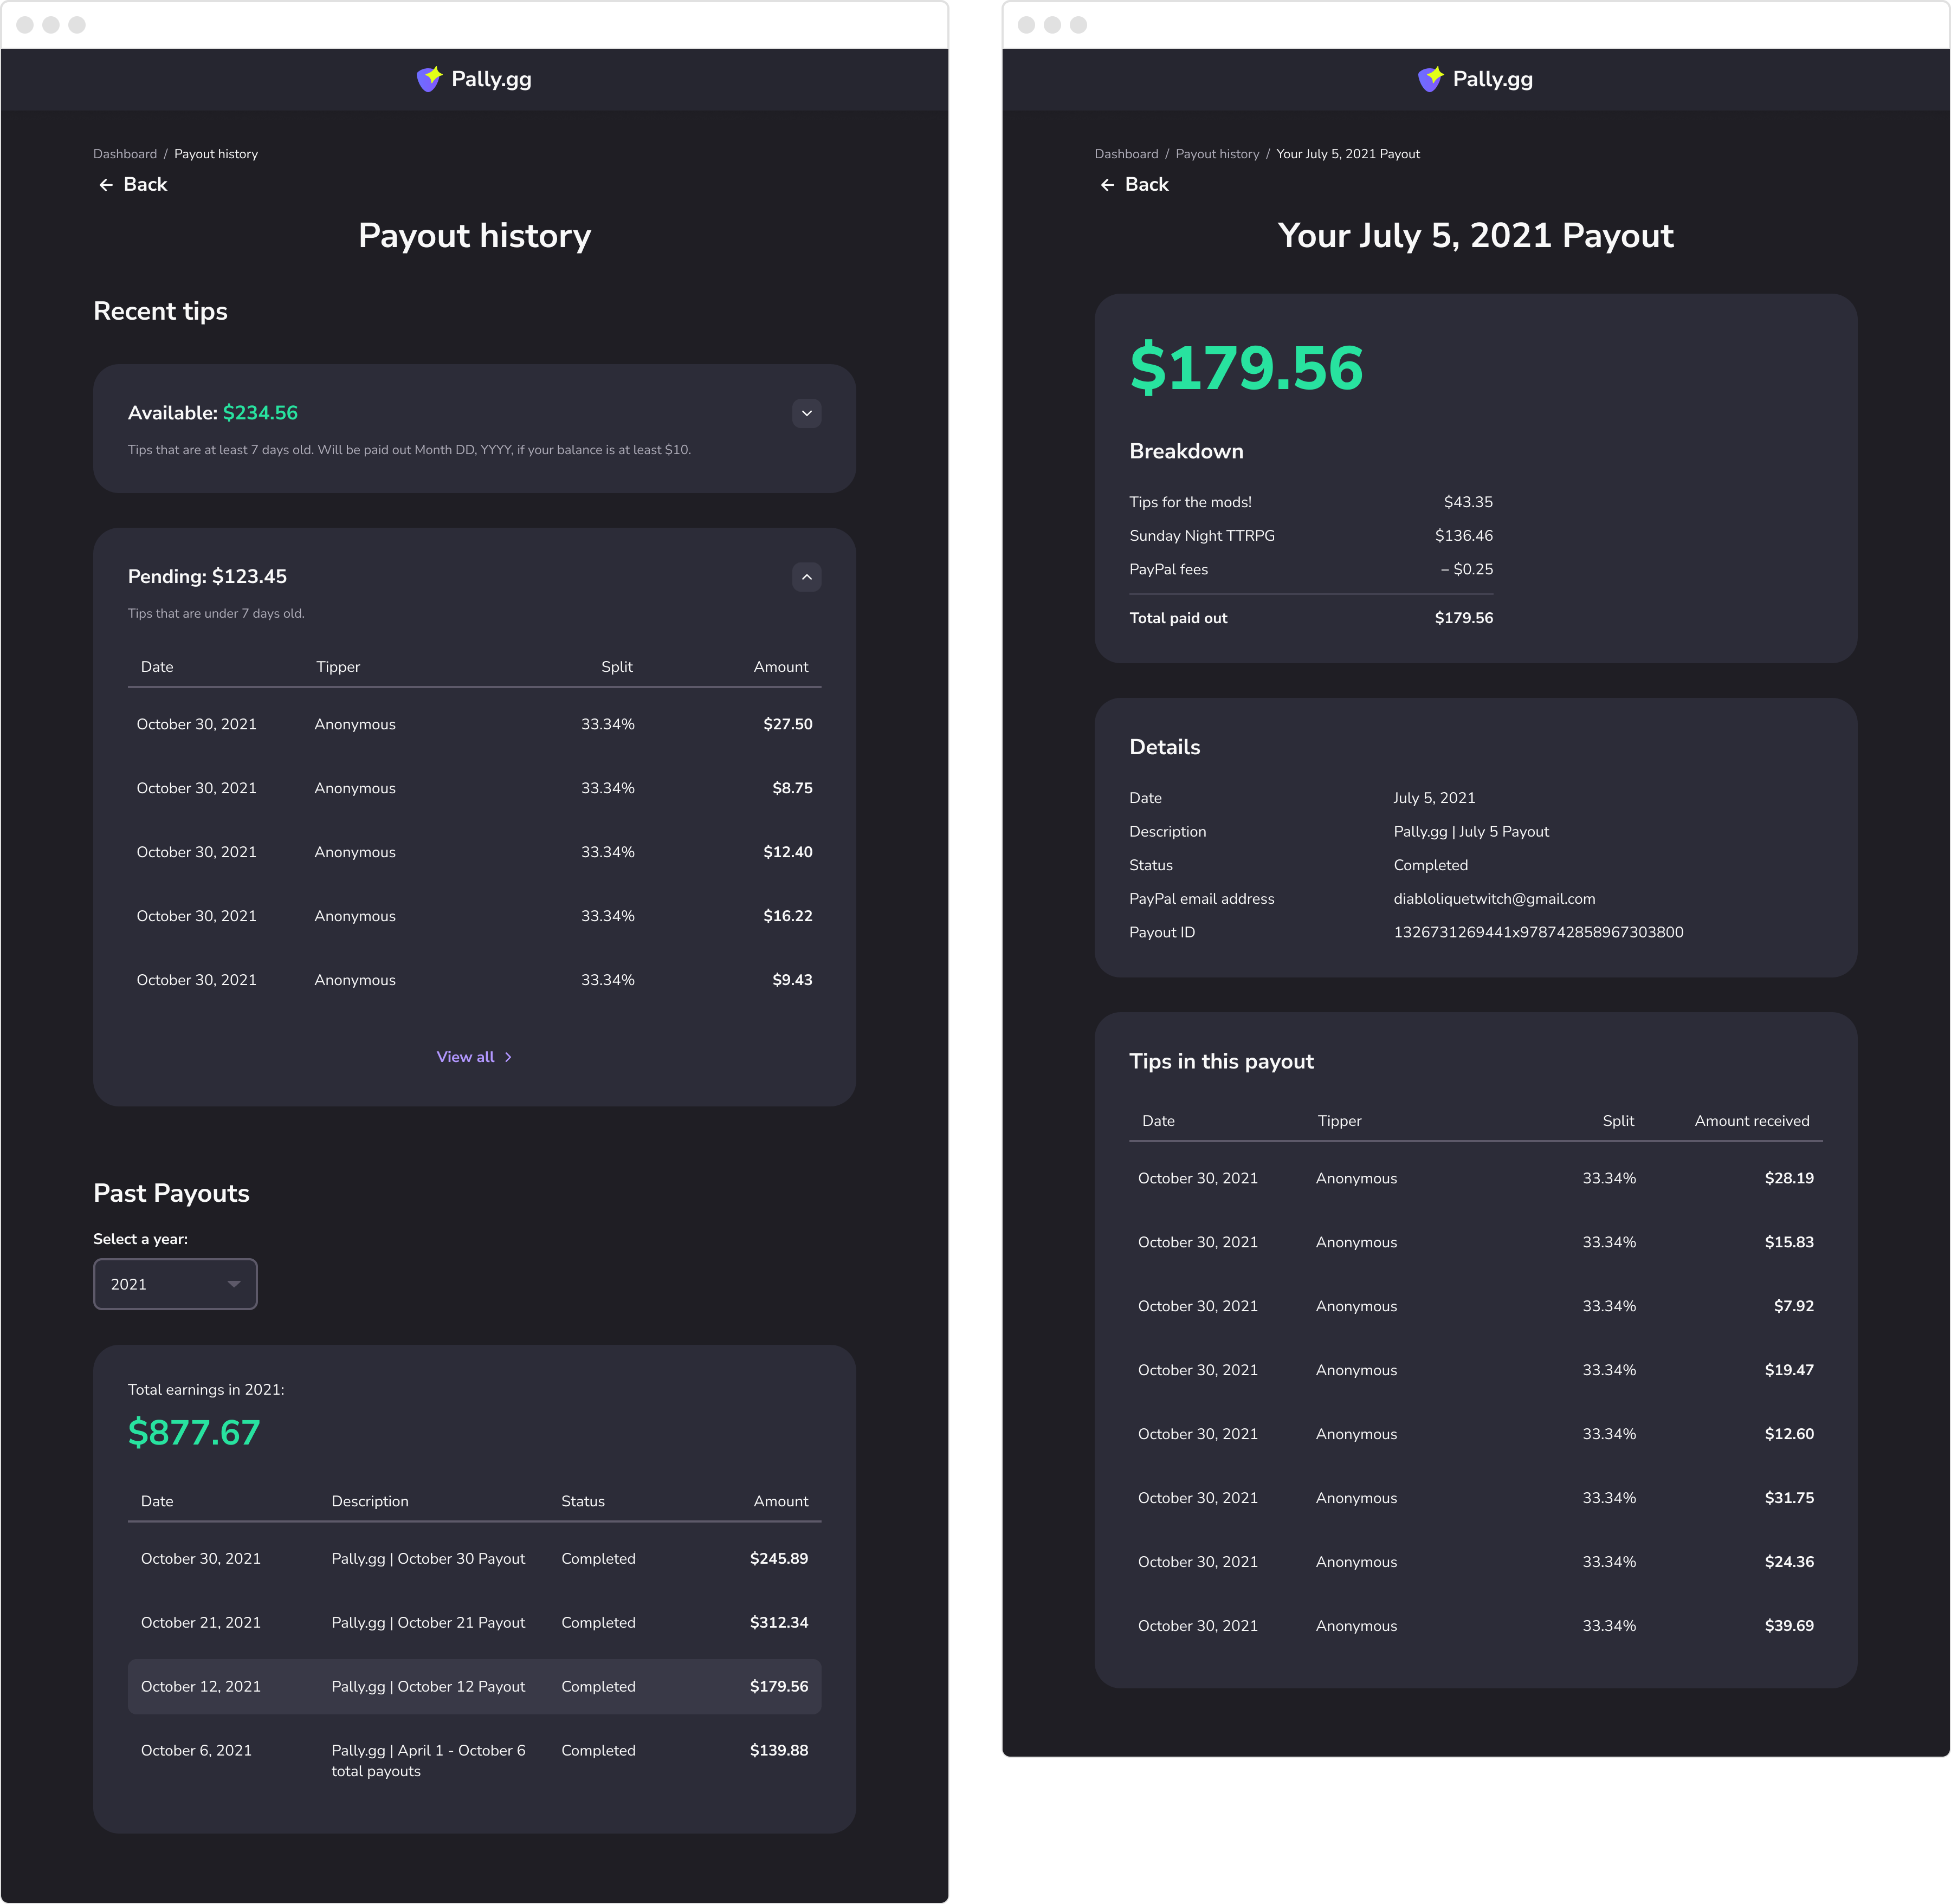 Pally.gg
Dashboard / Payout history
← Back
Payout history
Recent tips
Available: $234.56
Tips that are at least 7 days old. Will be paid out Month DD, YYYY, if your balance is at least $10.
Pending: $123.45
Tips that are under 7 days old.
Date Tipper Split Amount
October 30, 2021 Anonymous 33.34% $27.50
October 30, 2021 Anonymous 33.34% $8.75
October 30, 2021 Anonymous 33.34% $12.40
October 30, 2021 Anonymous 33.34% $16.22
October 30, 2021 Anonymous 33.34% $9.43
View all >
Past Payouts
Select a year:
2021
Total earnings in 2021:
$877.67
Date Description Status Amount
October 30, 2021 Pally.gg | October 30 Payout Completed $245.89
October 21, 2021 Pally.gg | October 21 Payout Completed $312.34
October 12, 2021 Pally.gg | October 12 Payout Completed $179.56
October 6, 2021 Pally.gg | April 1 - October 6 Completed $139.88
total payouts
Pally.gg
Dashboard / Payout history / Your July 5, 2021 Payout
← Back
Your July 5, 2021 Payout
$179.56
Breakdown
Tips for the mods! $43.35
Sunday Night TTRPG $136.46
PayPal fees – $0.25
Total paid out $179.56
Details
Date July 5, 2021
Description Pally.gg | July 5 Payout
Status Completed
PayPal email address diabloliquetwitch@gmail.com
Payout ID 1326731269441x978742858967303800
Tips in this payout
Date Tipper Split Amount received
October 30, 2021 Anonymous 33.34% $28.19
October 30, 2021 Anonymous 33.34% $15.83
October 30, 2021 Anonymous 33.34% $7.92
October 30, 2021 Anonymous 33.34% $19.47
October 30, 2021 Anonymous 33.34% $12.60
October 30, 2021 Anonymous 33.34% $31.75
October 30, 2021 Anonymous 33.34% $24.36
October 30, 2021 Anonymous 33.34% $39.69